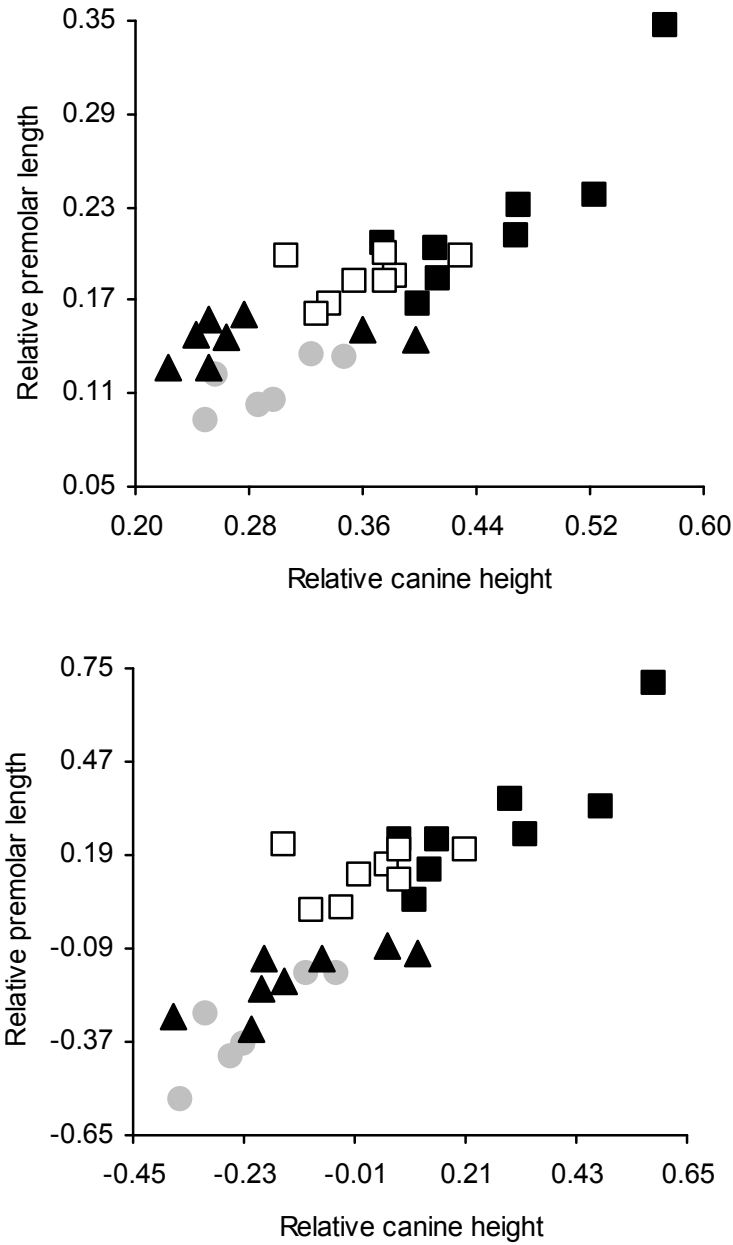 0.35
0.29
0.23
0.17
0.11
0.05
Relative premolar length
0.20 0.28 0.36 0.44 0.52 0.60
Relative canine height
0.75
0.47
0.19
-0.09
-0.37
-0.65
Relative premolar length
-0.45 -0.23 -0.01 0.21 0.43 0.65
Relative canine height